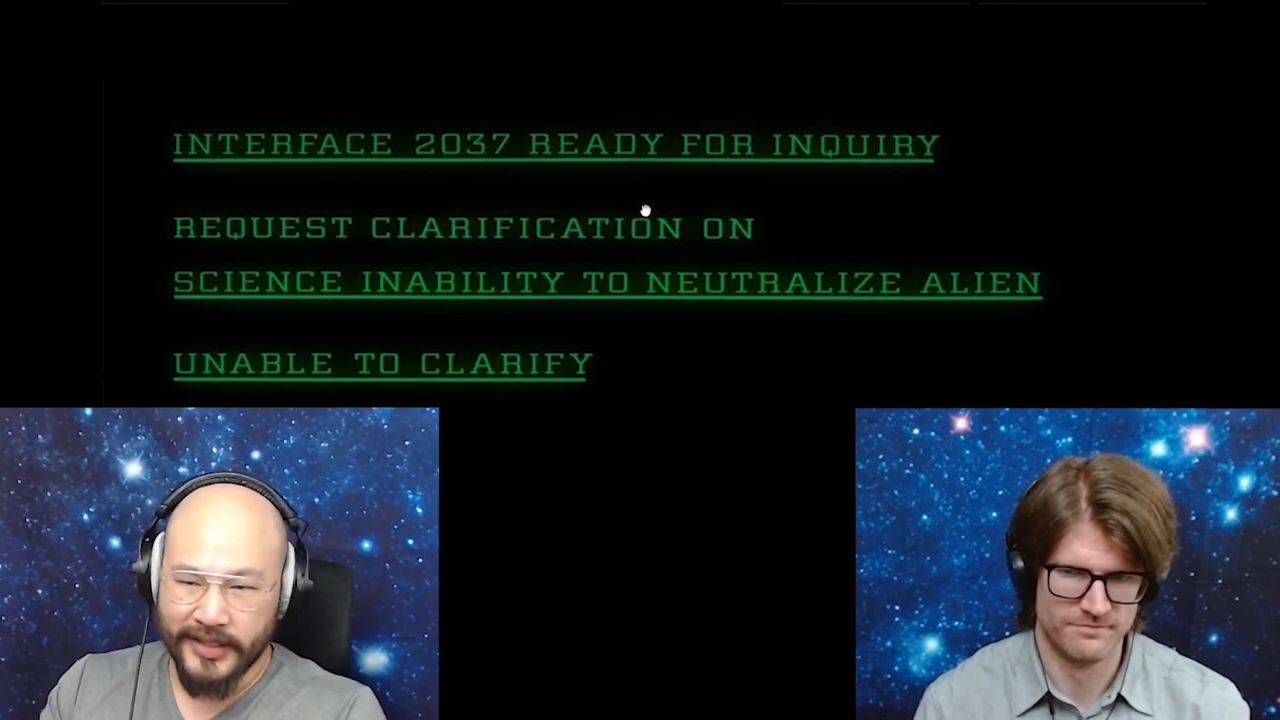 INTERFACE 2037 READY FOR INQUIRY
REQUEST CLARIFICATION ON
SCIENCE INABILITY TO NEUTRALIZE ALIEN
UNABLE TO CLARIFY